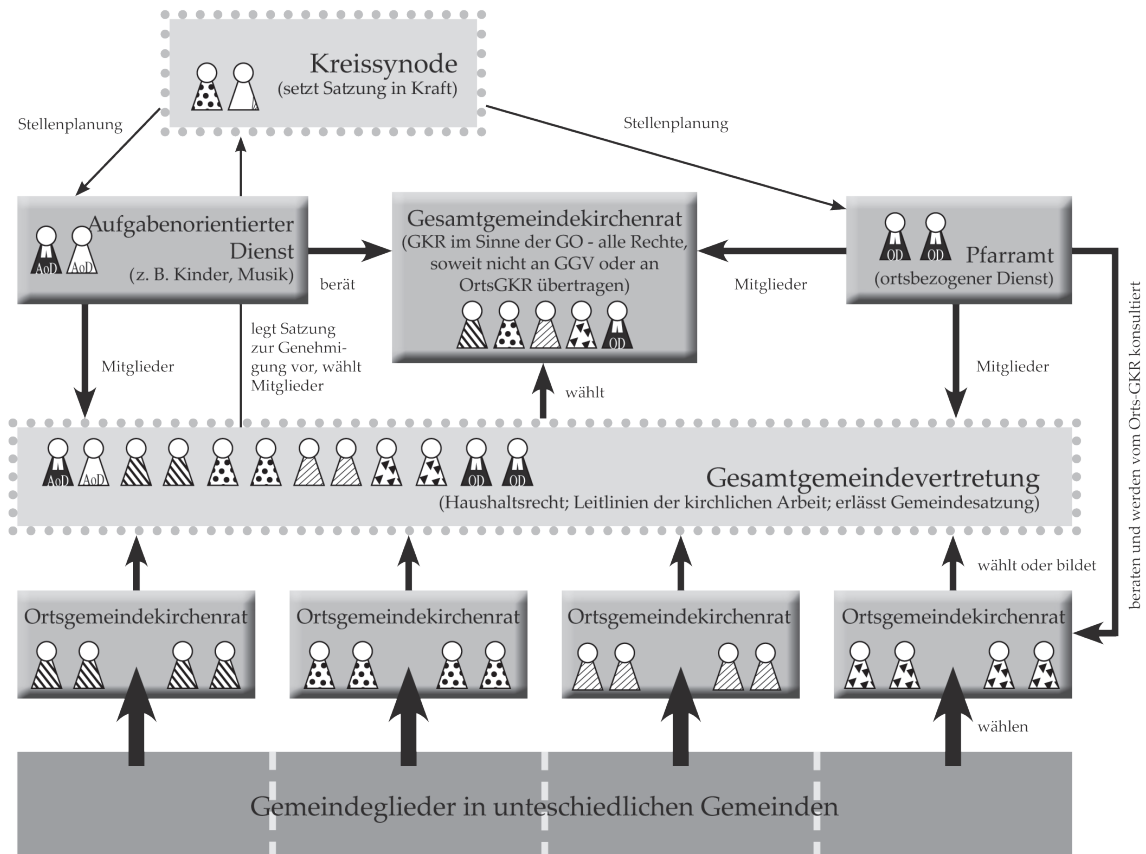 Kreissynode
(setzt Satzung in Kraft)
Stellenplanung
Stellenplanung
Aufgabenorientierter
Dienst
(z. B. Kinder, Musik)
AoD AoD
Gesamtgemeindekirchenrat
(GKR im Sinne der GO - alle Rechte,
soweit nicht an GGV oder an
OrtsGKR übertragen)
OD
OD OD
Pfarramt
(ortsbezogener Dienst)
berät
Mitglieder
Mitglieder
legt Satzung
zur Genehmi-
gung vor, wählt
Mitglieder
wählt
Mitglieder
beraten und werden vom Orts-GKR konsultiert
AoD AoD OD OD
Gesamtgemeindevertretung
(Haushaltsrecht; Leitlinien der kirchlichen Arbeit; erlässt Gemeindesatzung)
wählt oder bildet
Ortsgemeindekirchenrat
Ortsgemeindekirchenrat
Ortsgemeindekirchenrat
Ortsgemeindekirchenrat
wählen
Gemeindeglieder in unteschiedlichen Gemeinden